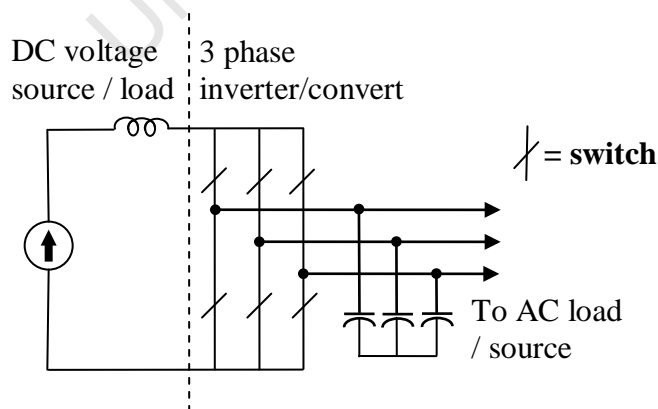 DC voltage
source / load
3 phase
inverter/convert
= switch
To AC load
/ source